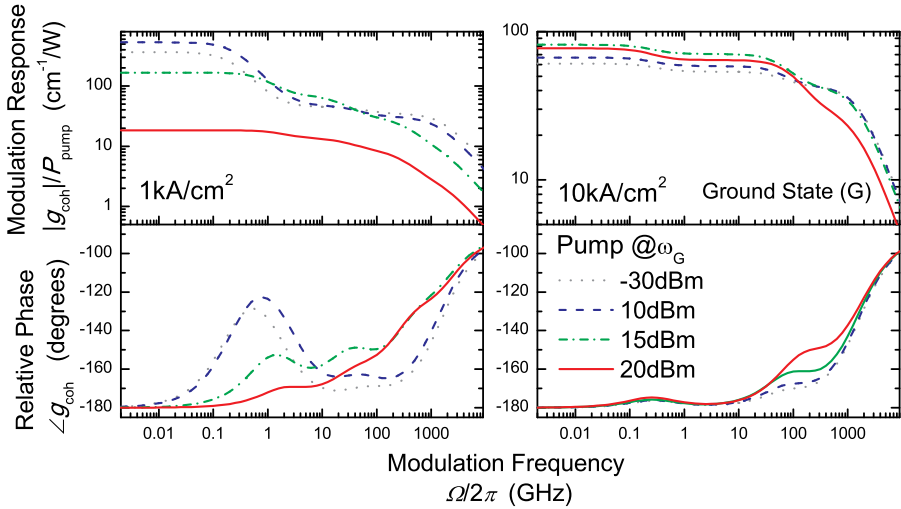 Modulation Response
|g_coh|/P_pump (cm⁻¹/W)
100
10
1
1kA/cm²
100
10
10kA/cm²
Ground State (G)
Relative Phase
∠g_coh (degrees)
-100
-120
-140
-160
-180
0.01 0.1 1 10 100 1000
-100
-120
-140
-160
-180
Pump @ω_G
-30dBm
10dBm
15dBm
20dBm
0.01 0.1 1 10 100 1000
Modulation Frequency
Ω/2π (GHz)